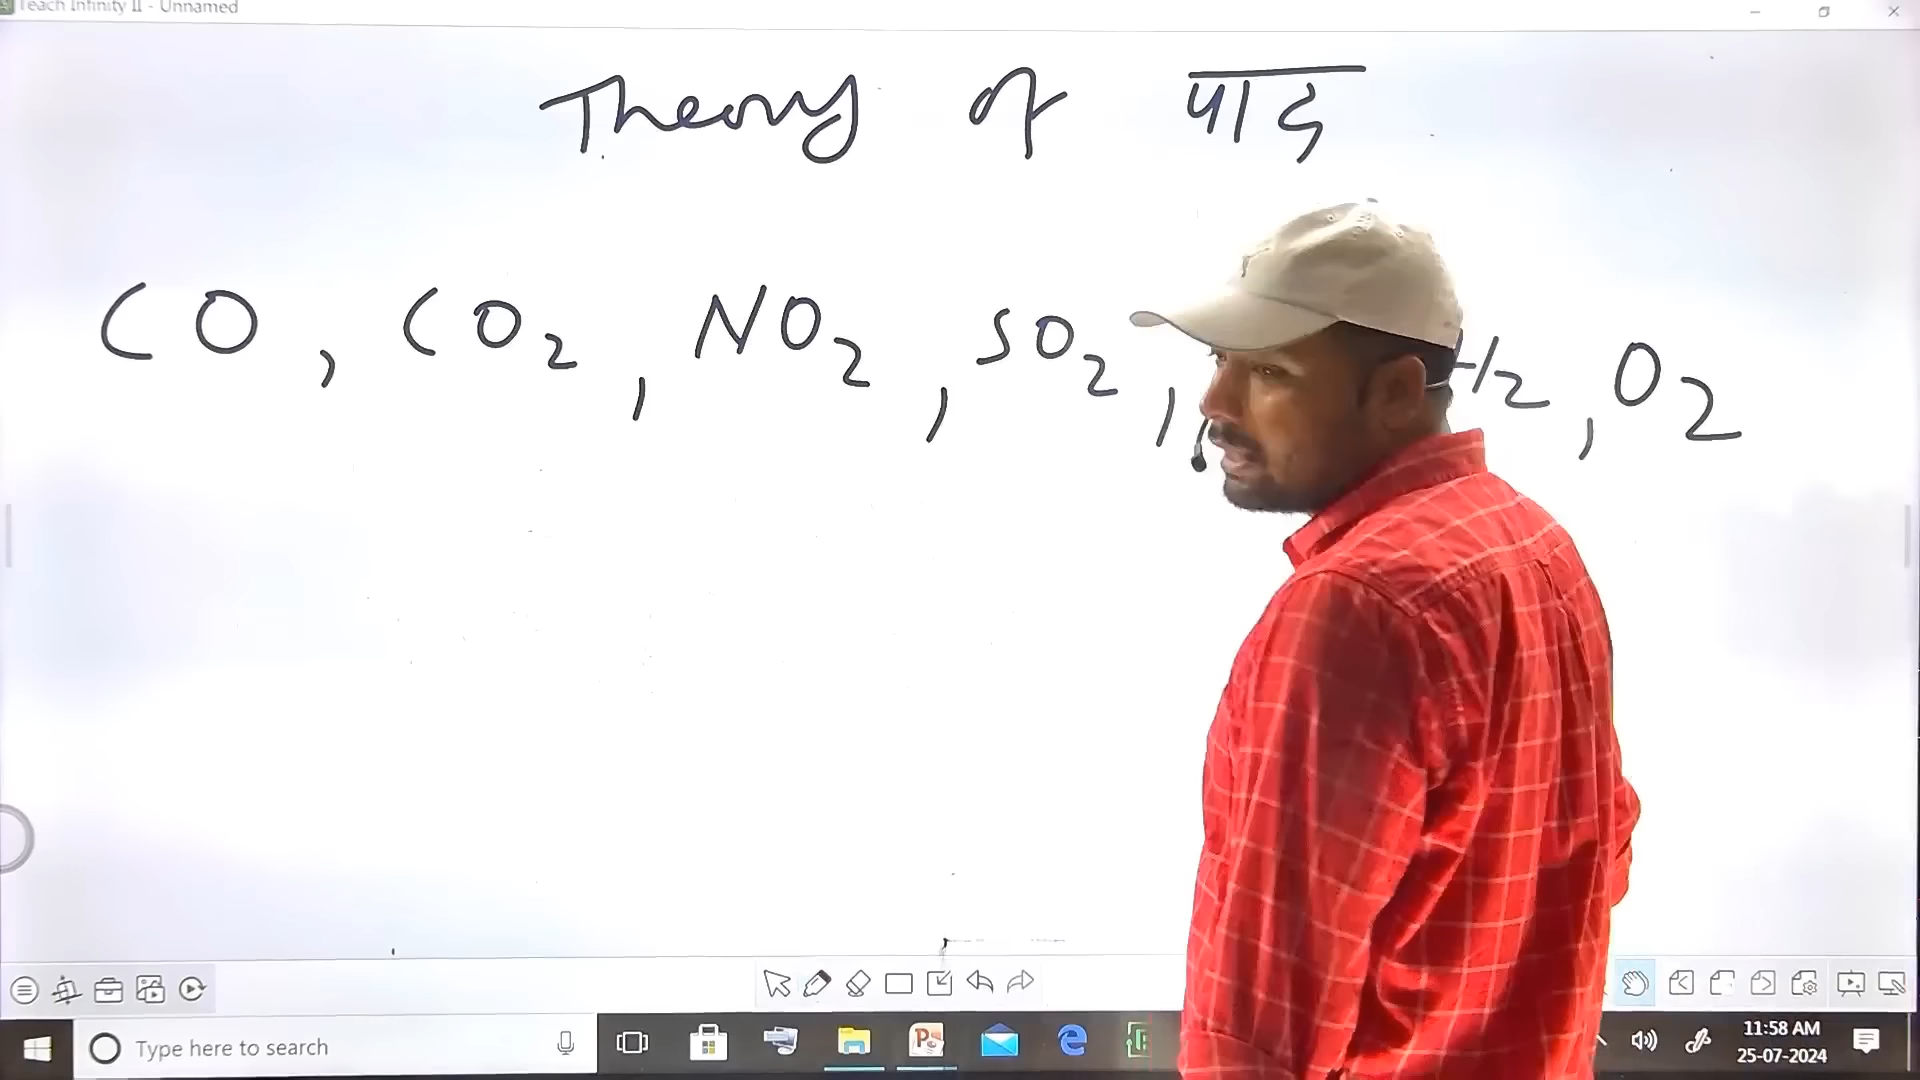 Teach Infinity II - Unnamed
Theory of पाद
CO, CO2, NO2, SO2, H2, O2
Type here to search
11:58 AM
25-07-2024